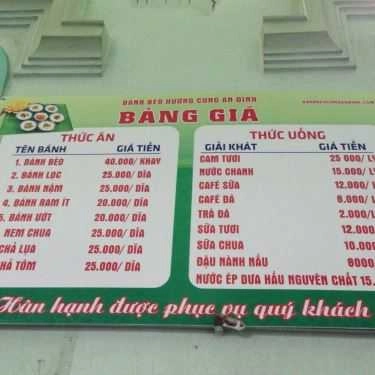 BÁNH BÈO HƯƠNG CUNG AN ĐỊNH
BẢNG GIÁ
THỨC ĂN
TÊN BÁNH GIÁ TIỀN
1. BÁNH BÈO 40.000/ KHAY
2. BÁNH LỌC 25.000/ DĨA
3. BÁNH NẬM 25.000/ DĨA
4. BÁNH RAM ÍT 20.000/ DĨA
5. BÁNH ƯỚT 20.000/ DĨA
NEM CHUA 25.000/ DĨA
CHẢ LỤA 25.000/ DĨA
CHẢ TÔM 25.000/ DĨA
THỨC UỐNG
GIẢI KHÁT GIÁ TIỀN
CAM TƯƠI 25 000/ L
NƯỚC CHANH 15.000/ L
CAFÉ SỮA 12.000/
CAFÉ ĐÁ 8.000/
TRÀ ĐÁ 2.000/
SỮA TƯƠI 12.000
SỮA CHUA 10.000
ĐẬU NÀNH NẤU 8000
NƯỚC ÉP DƯA HẤU NGUYÊN CHẤT 15.
Hân hạnh được phục vụ quý khách